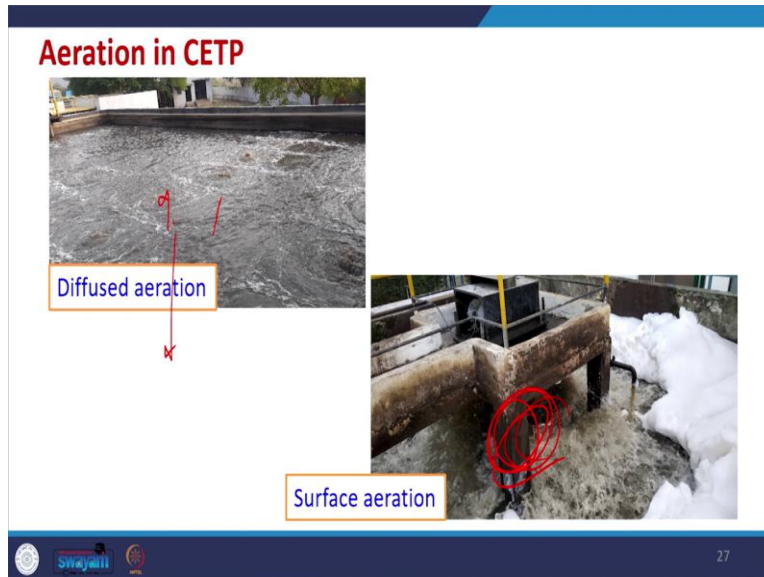 Aeration in CETP
Diffused aeration
Surface aeration
swayam
27